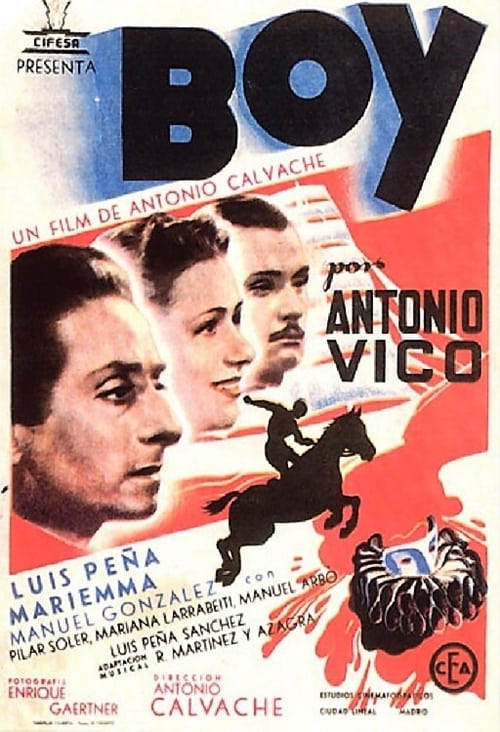 CIFESA
PRESENTA
BOY
UN FILM DE ANTONIO CALVACHE
por
ANTONIO
VICO
LUIS PEÑA
MARIEMMA
MANUEL GONZALEZ con
PILAR SOLER, MARIANA LARRABEITI, MANUEL ARBÓ
LUIS PEÑA SANCHEZ
ADAPTACION MUSICAL R. MARTINEZ Y AZAGRA
FOTOGRAFIA
ENRIQUE
GAERTNER
DIRECCION
ANTONIO
CALVACHE
CEA
ESTUDIOS CINEMATOGRAFICOS
CIUDAD LINEAL MADRID